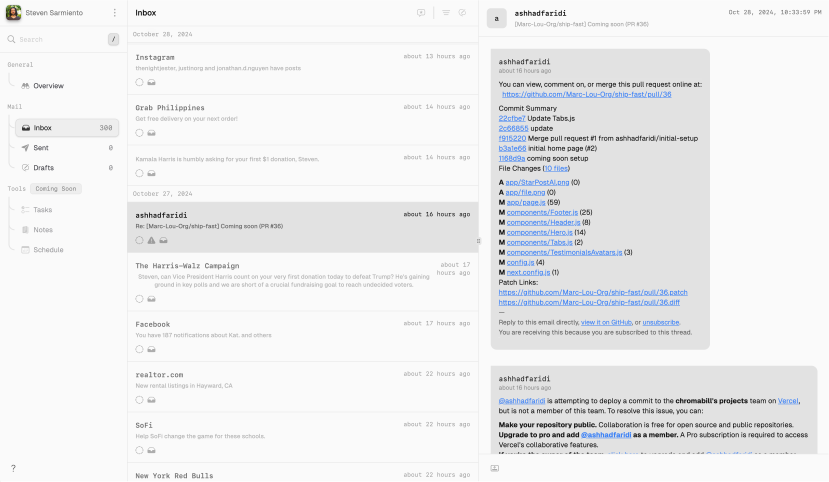 Steven Sarmiento
Search
/
General
Overview
Mail
Inbox 300
Sent 0
Drafts 0
Tools Coming Soon
Tasks
Notes
Schedule
?
Inbox
October 28, 2024
Instagram about 13 hours ago
thenightjester, justinorg and jonathan.d.nguyen have posts
Grab Philippines about 14 hours ago
Get free delivery on your next order!
about 14 hours ago
Kamala Harris is humbly asking for your first $1 donation, Steven.
October 27, 2024
ashhadfaridi about 16 hours ago
Re: [Marc-Lou-Org/ship-fast] Coming soon (PR #36)
The Harris-Walz Campaign about 17 hours ago
Steven, can Vice President Harris count on your very first donation today to defeat Trump? He's gaining
ground in key polls and we are short of a crucial fundraising goal to reach undecided voters.
Facebook about 17 hours ago
You have 187 notifications about Kat, and others
realtor.com about 22 hours ago
New rental listings in Hayward, CA
SoFi about 22 hours ago
Help SoFi change the game for these schools.
New York Red Bulls about 22 hours ago
a
ashhadfaridi
[Marc-Lou-Org/ship-fast] Coming soon (PR #36)
Oct 28, 2024, 10:33:59 PM
ashhadfaridi
about 16 hours ago
You can view, comment on, or merge this pull request online at:
https://github.com/Marc-Lou-Org/ship-fast/pull/36
Commit Summary
22cfbe7 Update Tabs.js
2c66855 update
f915220 Merge pull request #1 from ashhadfaridi/initial-setup
b3a1e66 initial home page (#2)
1168d9a coming soon setup
File Changes (10 files)
A app/StarPostAI.png (0)
A app/file.png (0)
M app/page.js (59)
M components/Footer.js (25)
M components/Header.js (8)
M components/Hero.js (14)
M components/Tabs.js (2)
M components/TestimonialsAvatars.js (3)
M config.js (4)
M next.config.js (1)
Patch Links:
https://github.com/Marc-Lou-Org/ship-fast/pull/36.patch
https://github.com/Marc-Lou-Org/ship-fast/pull/36.diff
—
Reply to this email directly, view it on GitHub, or unsubscribe.
You are receiving this because you are subscribed to this thread.
ashhadfaridi
about 16 hours ago
@ashhadfaridi is attempting to deploy a commit to the chromabill's projects team on Vercel,
but is not a member of this team. To resolve this issue, you can:
Make your repository public. Collaboration is free for open source and public repositories.
Upgrade to pro and add @ashhadfaridi as a member. A Pro subscription is required to access
Vercel's collaborative features.